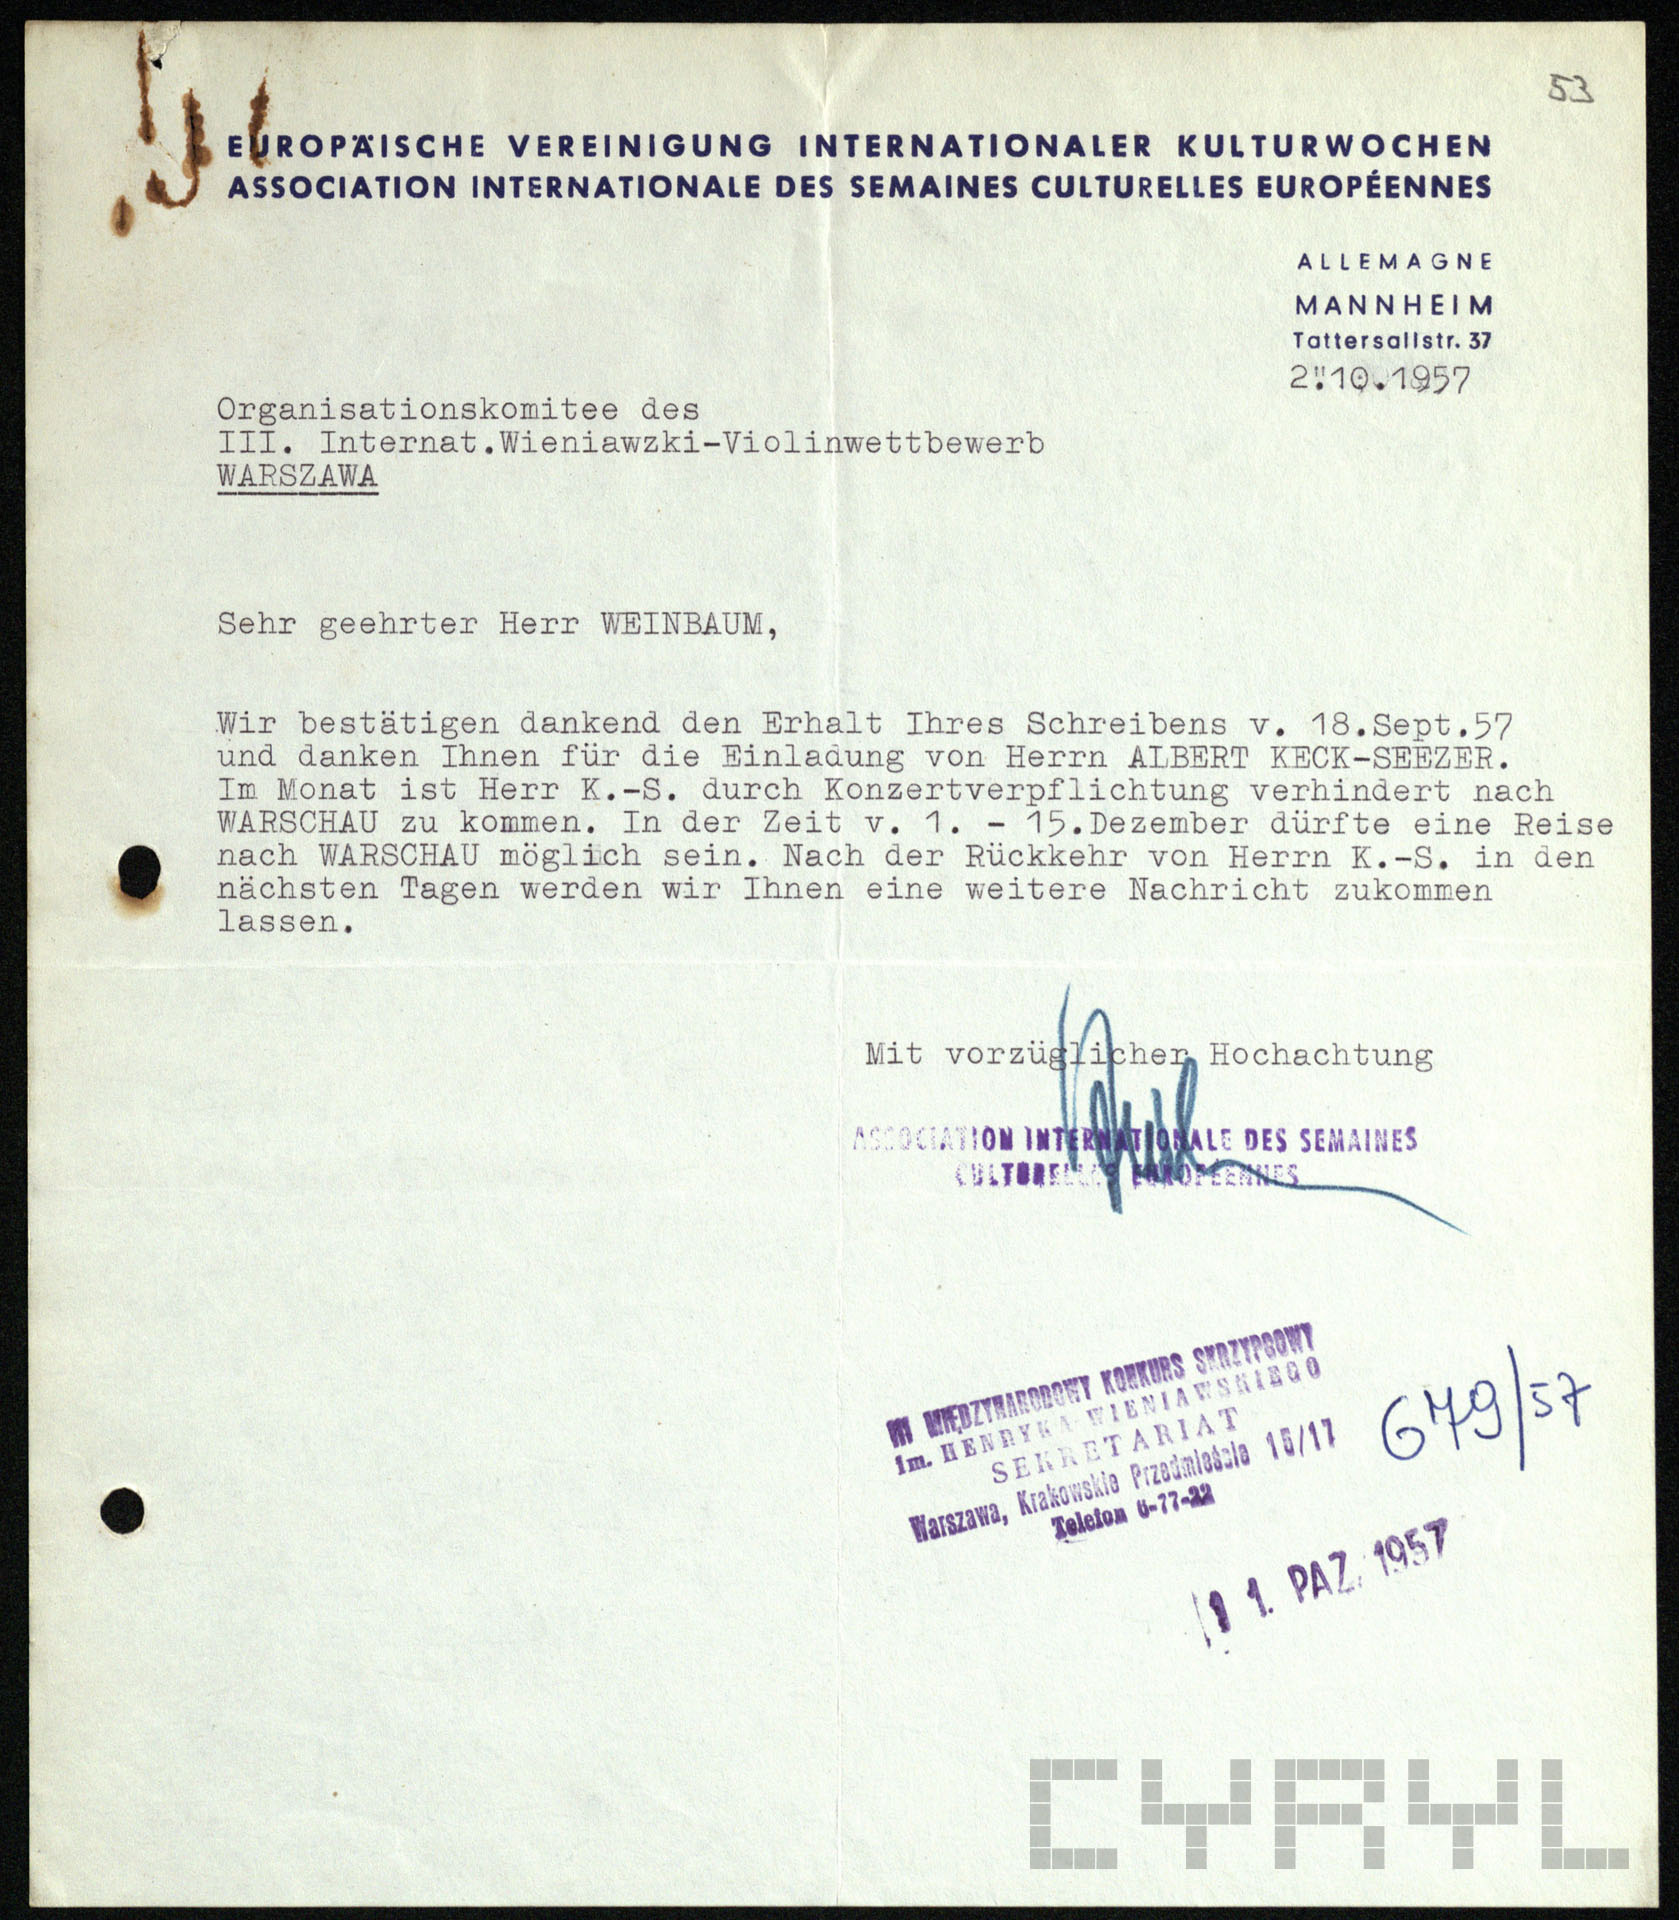 53
EUROPÄISCHE VEREINIGUNG INTERNATIONALER KULTURWOCHEN
ASSOCIATION INTERNATIONALE DES SEMAINES CULTURELLES EUROPÉENNES
ALLEMAGNE
MANNHEIM
Tattersallstr. 37
2.10.1957
Organisationskomitee des
III. Internat.Wieniawzki-Violinwettbewerb
WARSZAWA
Sehr geehrter Herr WEINBAUM,
Wir bestätigen dankend den Erhalt Ihres Schreibens v. 18.Sept.57
und danken Ihnen für die Einladung von Herrn ALBERT KECK-SEEZER.
Im Monat ist Herr K.-S. durch Konzertverpflichtung verhindert nach
WARSCHAU zu kommen. In der Zeit v. 1. - 15.Dezember dürfte eine Reise
nach WARSCHAU möglich sein. Nach der Rückkehr von Herrn K.-S. in den
nächsten Tagen werden wir Ihnen eine weitere Nachricht zukommen
lassen.
Mit vorzüglicher Hochachtung
ASSOCIATION INTERNATIONALE DES SEMAINES
CULTURELLES EUROPÉENNES
III MIĘDZYNARODOWY KONKURS SKRZYPCOWY
im. HENRYKA WIENIAWSKIEGO
SEKRETARIAT
Warszawa, Krakowskie Przedmieście 15/17
Telefon 6-77-22
679/57
11. PAZ. 1957
CYRYL